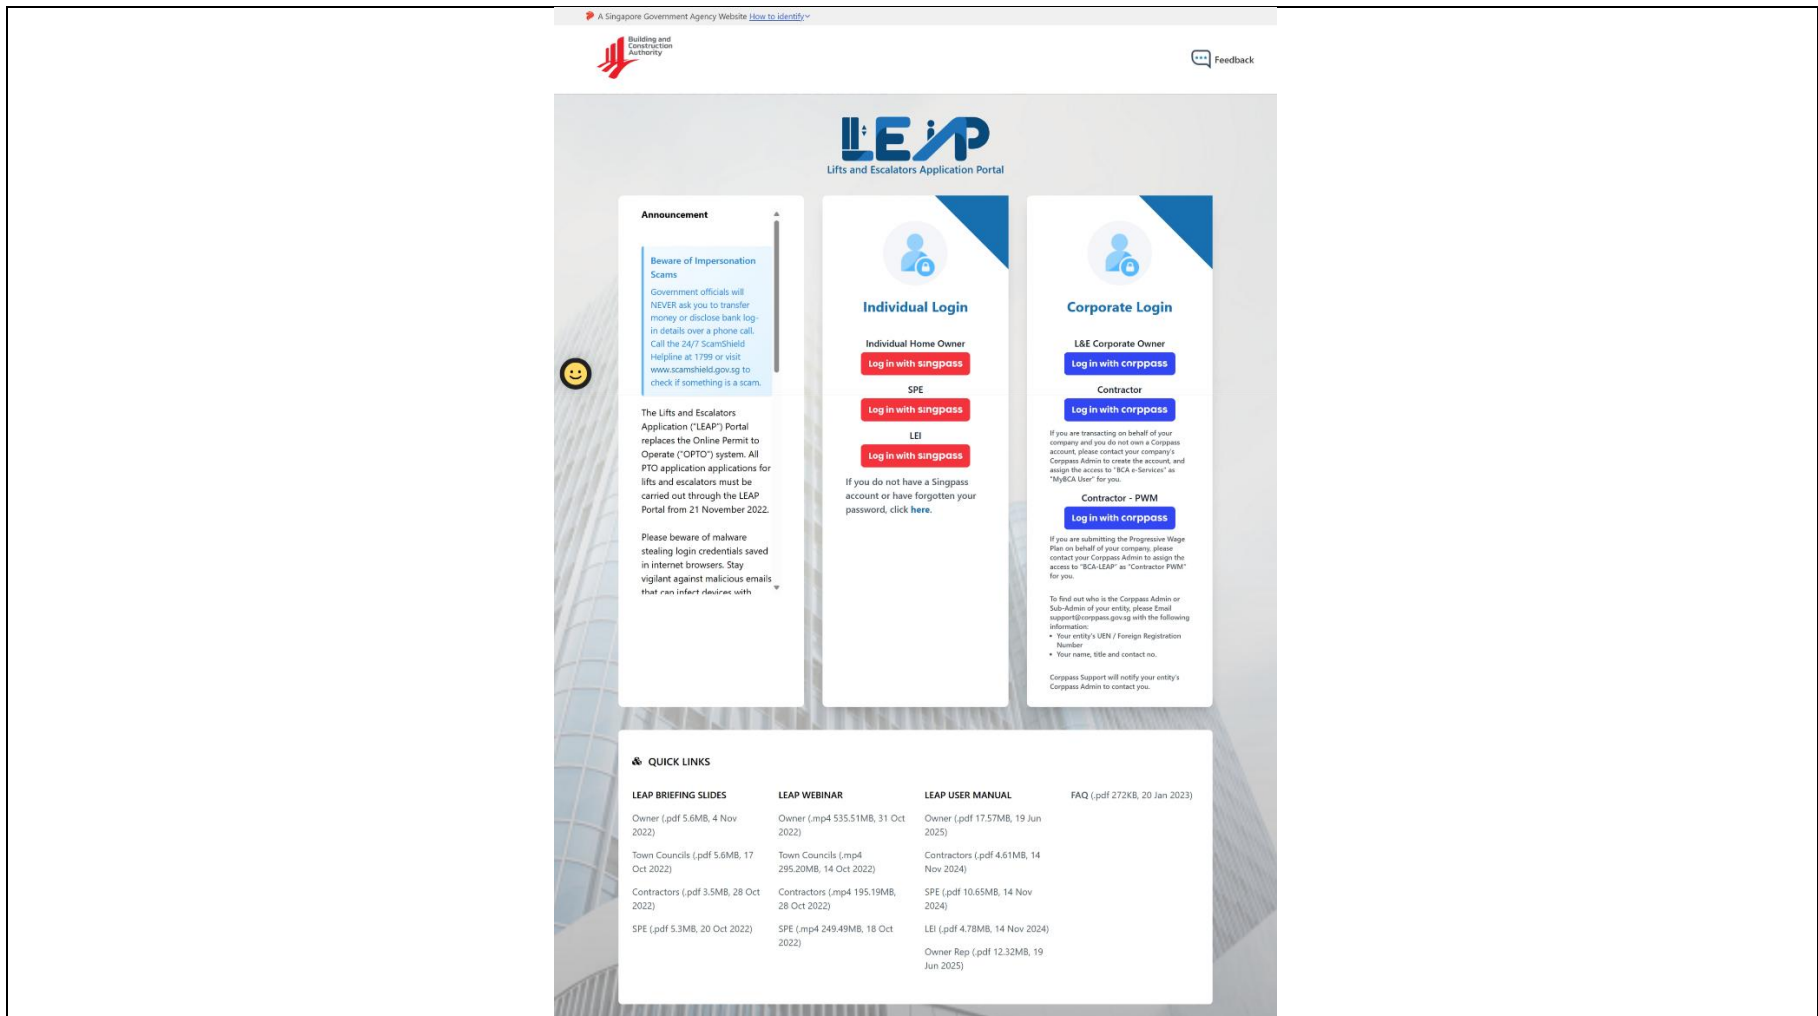 A Singapore Government Agency Website How to identify
Building and
Construction
Authority
Feedback
LEAP
Lifts and Escalators Application Portal
Announcement
Beware of Impersonation
Scams
Government officials will
NEVER ask you to transfer
money or disclose bank log-
in details over a phone call.
Call the 24/7 ScamShield
Helpline at 1799 or visit
www.scamshield.gov.sg to
check if something is a scam.
The Lifts and Escalators
Application ("LEAP") Portal
replaces the Online Permit to
Operate ("OPTO") system. All
PTO application applications for
lifts and escalators must be
carried out through the LEAP
Portal from 21 November 2022.
Please beware of malware
stealing login credentials saved
in internet browsers. Stay
vigilant against malicious emails
that can infect devices with
Individual Login
Individual Home Owner
Log in with singpass
SPE
Log in with singpass
LEI
Log in with singpass
If you do not have a Singpass
account or have forgotten your
password, click here.
Corporate Login
L&E Corporate Owner
Log in with corppass
Contractor
Log in with corppass
If you are transacting on behalf of your
company and you do not own a Corppass
account, please contact your company's
Corppass Admin to create the account, and
assign the access to "BCA e-Services" as
"MyBCA User" for you.
Contractor - PWM
Log in with corppass
If you are submitting the Progressive Wage
Plan on behalf of your company, please
contact your Corppass Admin to assign the
access to "BCA-LEAP" as "Contractor PWM"
for you.
To find out who is the Corppass Admin or
Sub-Admin of your entity, please Email
support@corppass.gov.sg with the following
information:
• Your entity's UEN / Foreign Registration
Number
• Your name, title and contact no.
Corppass Support will notify your entity's
Corppass Admin to contact you.
QUICK LINKS
LEAP BRIEFING SLIDES
Owner (.pdf 5.6MB, 4 Nov
2022)
Town Councils (.pdf 5.6MB, 17
Oct 2022)
Contractors (.pdf 3.5MB, 28 Oct
2022)
SPE (.pdf 5.3MB, 20 Oct 2022)
LEAP WEBINAR
Owner (.mp4 535.51MB, 31 Oct
2022)
Town Councils (.mp4
295.20MB, 14 Oct 2022)
Contractors (.mp4 195.19MB,
28 Oct 2022)
SPE (.mp4 249.49MB, 18 Oct
2022)
LEAP USER MANUAL
Owner (.pdf 17.57MB, 19 Jun
2025)
Contractors (.pdf 4.61MB, 14
Nov 2024)
SPE (.pdf 10.65MB, 14 Nov
2024)
LEI (.pdf 4.78MB, 14 Nov 2024)
Owner Rep (.pdf 12.32MB, 19
Jun 2025)
FAQ (.pdf 272KB, 20 Jan 2023)